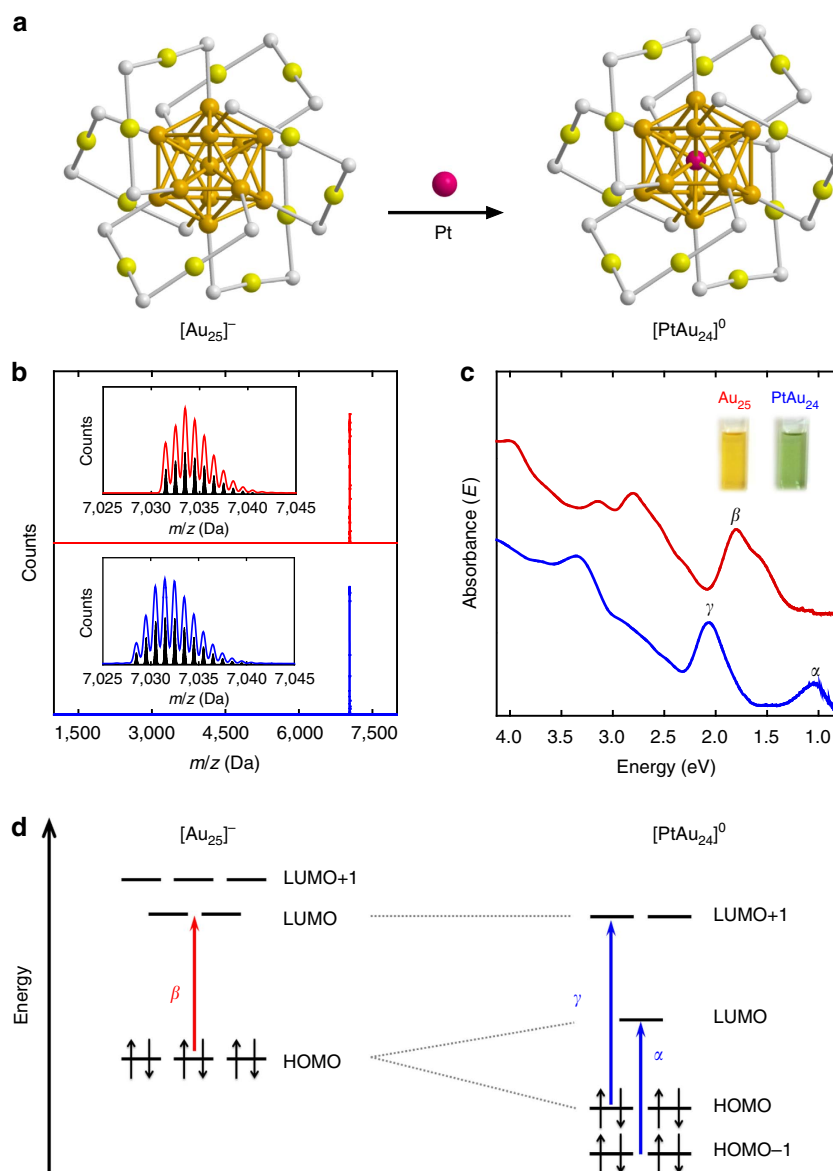 a
Pt
[Au25]−
[PtAu24]0
b
Counts
Counts
7,025 7,030 7,035 7,040 7,045
m/z (Da)
Counts
7,025 7,030 7,035 7,040 7,045
m/z (Da)
1,500 3,000 4,500 6,000 7,500
m/z (Da)
c
Au25 PtAu24
Absorbance (E)
β
γ
α
4.0 3.5 3.0 2.5 2.0 1.5 1.0
Energy (eV)
d
Energy
[Au25]−
[PtAu24]0
LUMO+1
LUMO
β
HOMO
LUMO+1
γ
LUMO
α
HOMO
HOMO−1